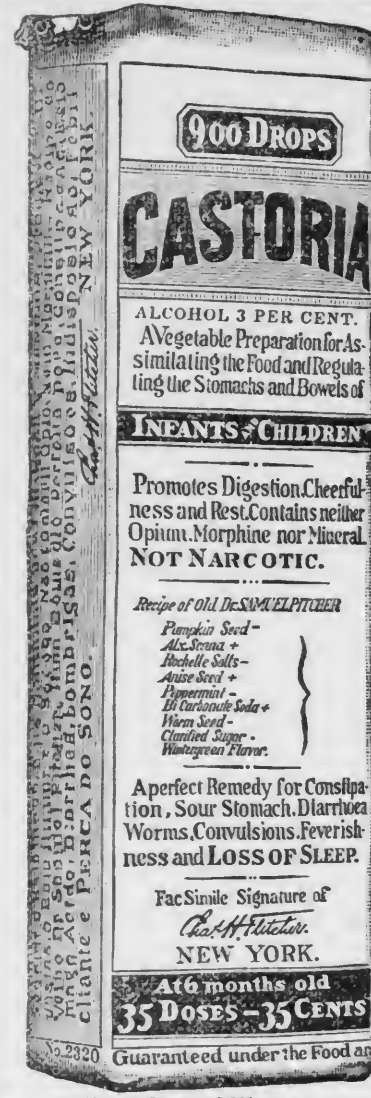 900 DROPS
CASTORIA
ALCOHOL 3 PER CENT.
A Vegetable Preparation for As-
similating the Food and Regula-
ting the Stomachs and Bowels of
INFANTS & CHILDREN
Promotes Digestion.Cheerful-
ness and Rest.Contains neither
Opium.Morphine nor Mineral.
NOT NARCOTIC.
Recipe of Old Dr.SAMUEL PITCHER
Pumpkin Seed -
Alx.Senna +
Rochelle Salts -
Anise Seed +
Peppermint -
Bi Carbonate Soda +
Worm Seed -
Clarified Sugar -
Wintergreen Flavor.
A perfect Remedy for Constipa-
tion, Sour Stomach.Diarrhoea
Worms.Convulsions.Feverish-
ness and LOSS OF SLEEP.
Fac Simile Signature of
Chas. H. Fletcher.
NEW YORK.
At 6 months old
35 DOSES - 35 CENTS
Guaranteed under the Food an
Chas. H. Fletcher. NEW YORK.
citante e PERCA DO SONO.
No.2320